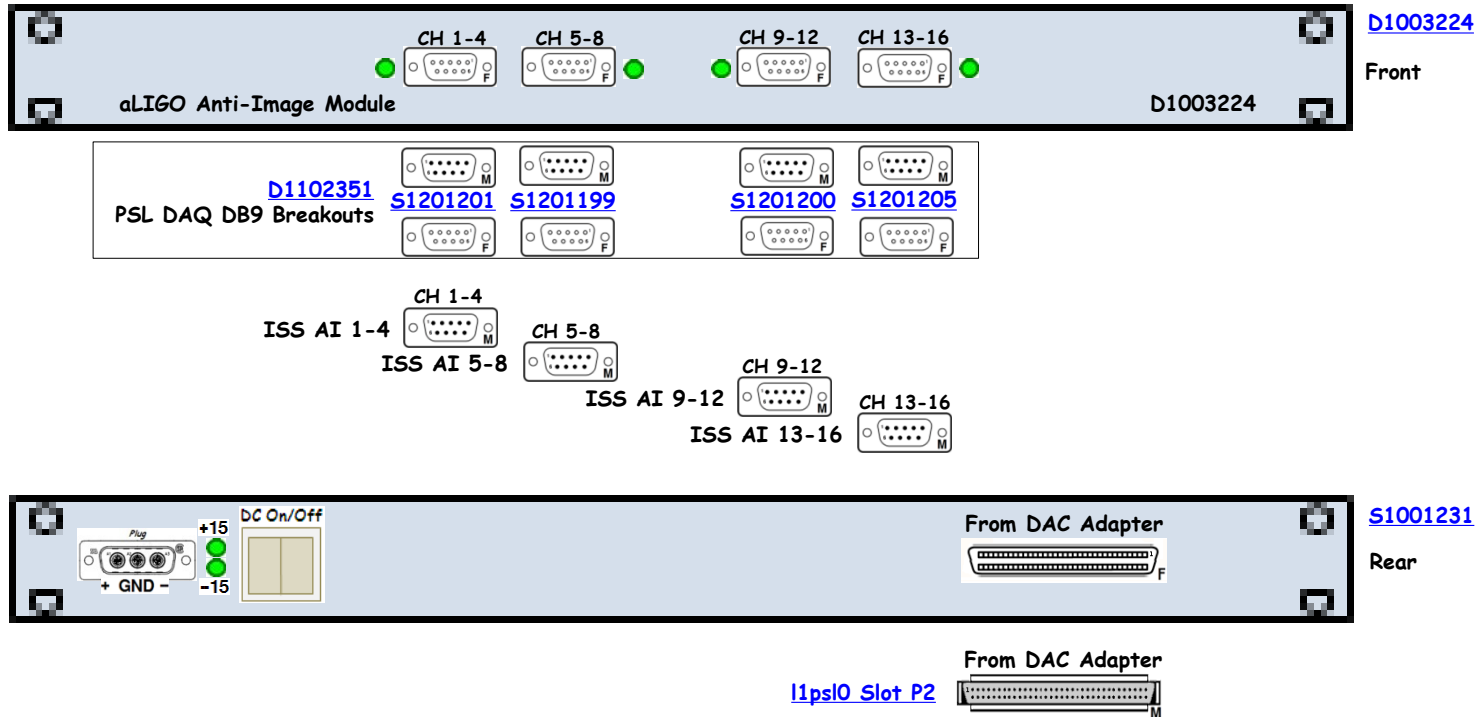 CH 1-4 CH 5-8 CH 9-12 CH 13-16 D1003224
F F F F
Front
aLIGO Anti-Image Module D1003224
M M M M
D1102351 S1201201 S1201199 S1201200 S1201205
PSL DAQ DB9 Breakouts
F F F F
CH 1-4
ISS AI 1-4 M
CH 5-8
ISS AI 5-8 M
CH 9-12
ISS AI 9-12 M
CH 13-16
ISS AI 13-16 M
DC On/Off
Plug +15 From DAC Adapter S1001231
1
F
Rear
+ GND - -15
From DAC Adapter
l1psl0 Slot P2 1
M